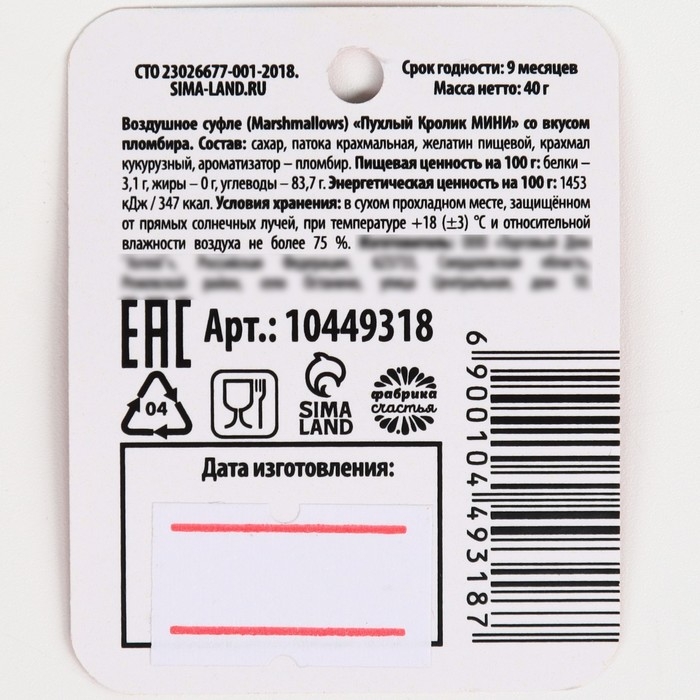 СТО 23026677-001-2018.
SIMA-LAND.RU
Срок годности: 9 месяцев
Масса нетто: 40 г
Воздушное суфле (Marshmallows) «Пухлый Кролик МИНИ» со вкусом
пломбира. Состав: сахар, патока крахмальная, желатин пищевой, крахмал
кукурузный, ароматизатор – пломбир. Пищевая ценность на 100 г: белки –
3,1 г, жиры – 0 г, углеводы – 83,7 г. Энергетическая ценность на 100 г: 1453
кДж / 347 ккал. Условия хранения: в сухом прохладном месте, защищённом
от прямых солнечных лучей, при температуре +18 (±3) °С и относительной
влажности воздуха не более 75 %.
ЕАС Арт.: 10449318
04
SIMA
LAND
фабрика
счастья
Дата изготовления:
6900104493187